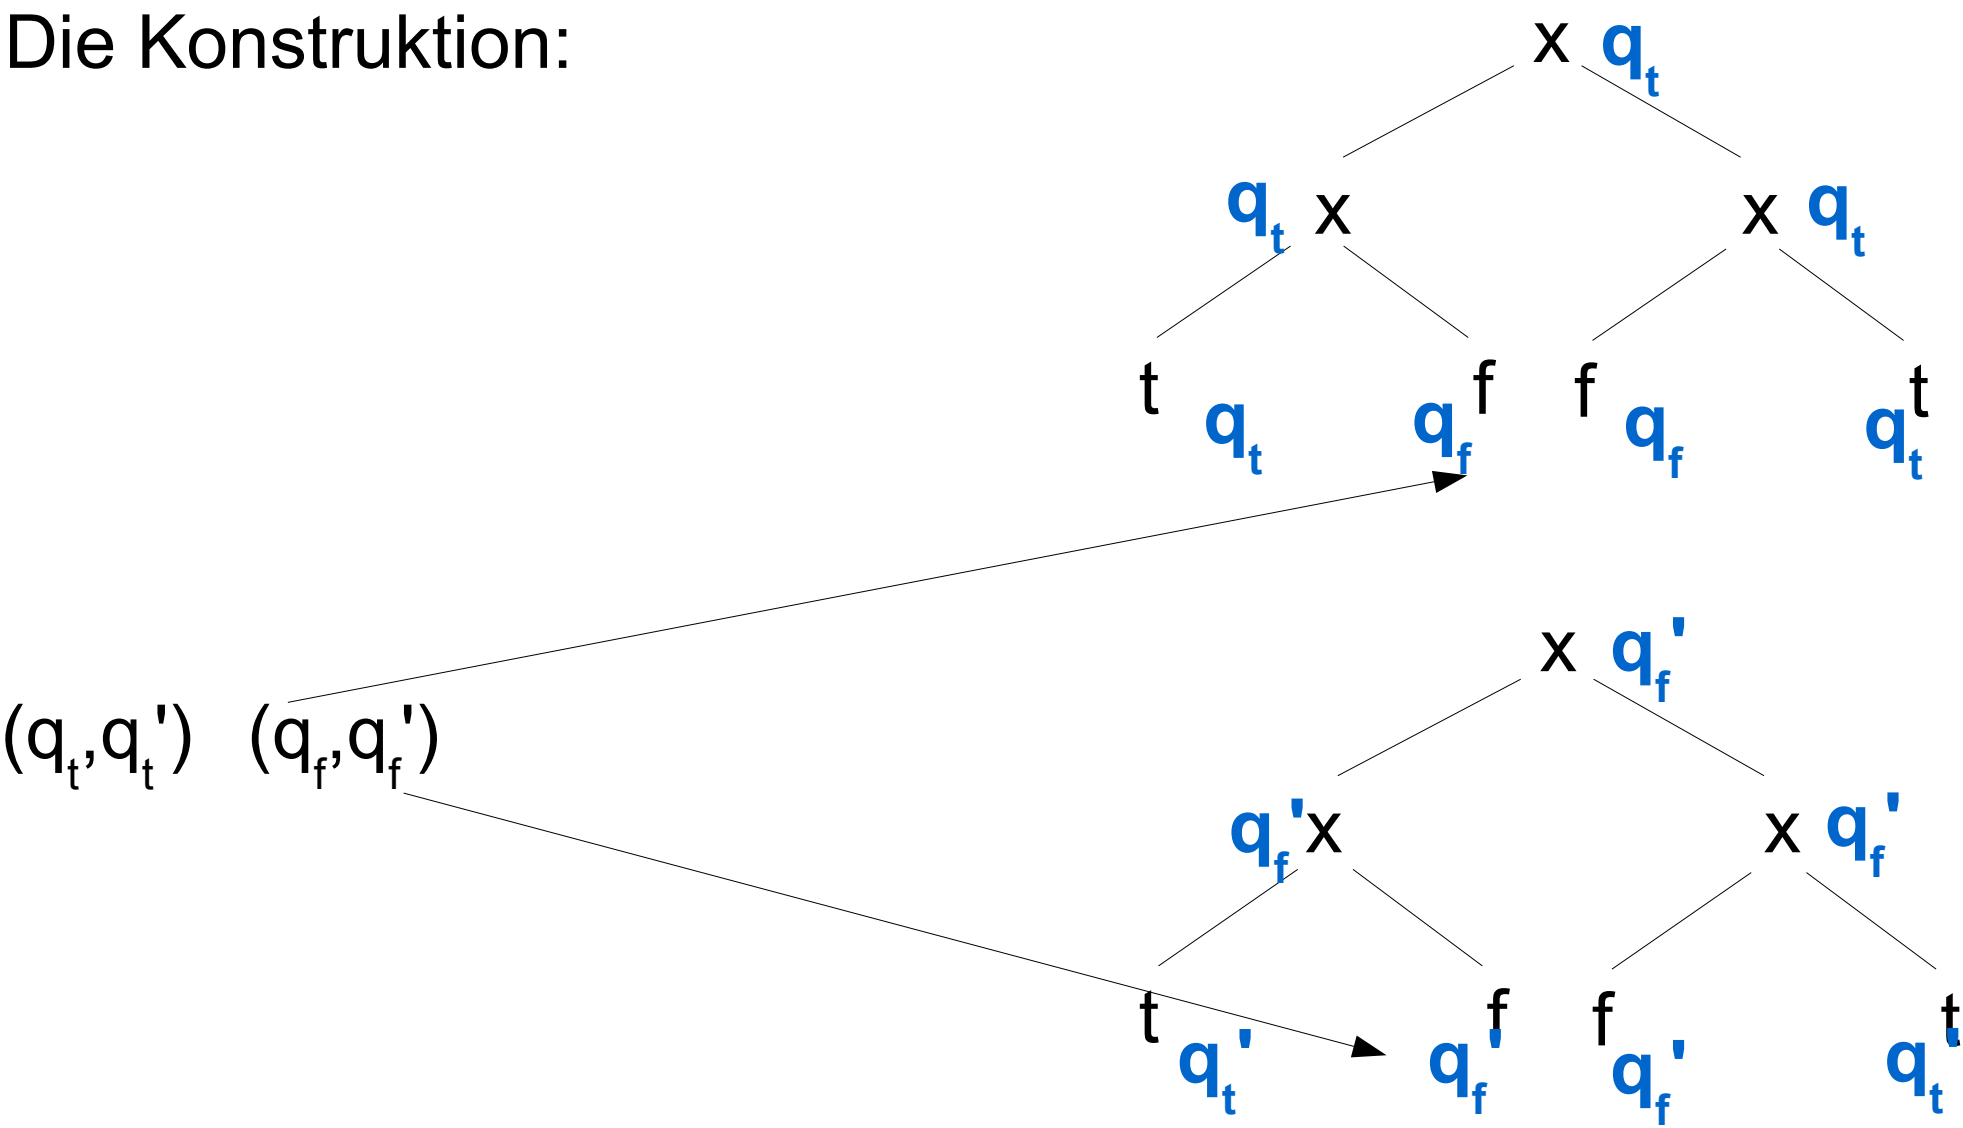 Die Konstruktion:
x q_t
q_t x x q_t
t f f t
q_t q_f q_f q_t
x q_f'
(q_t,q_t') (q_f,q_f')
q_f' x x q_f'
t f f t
q_t' q_f' q_f' q_t'